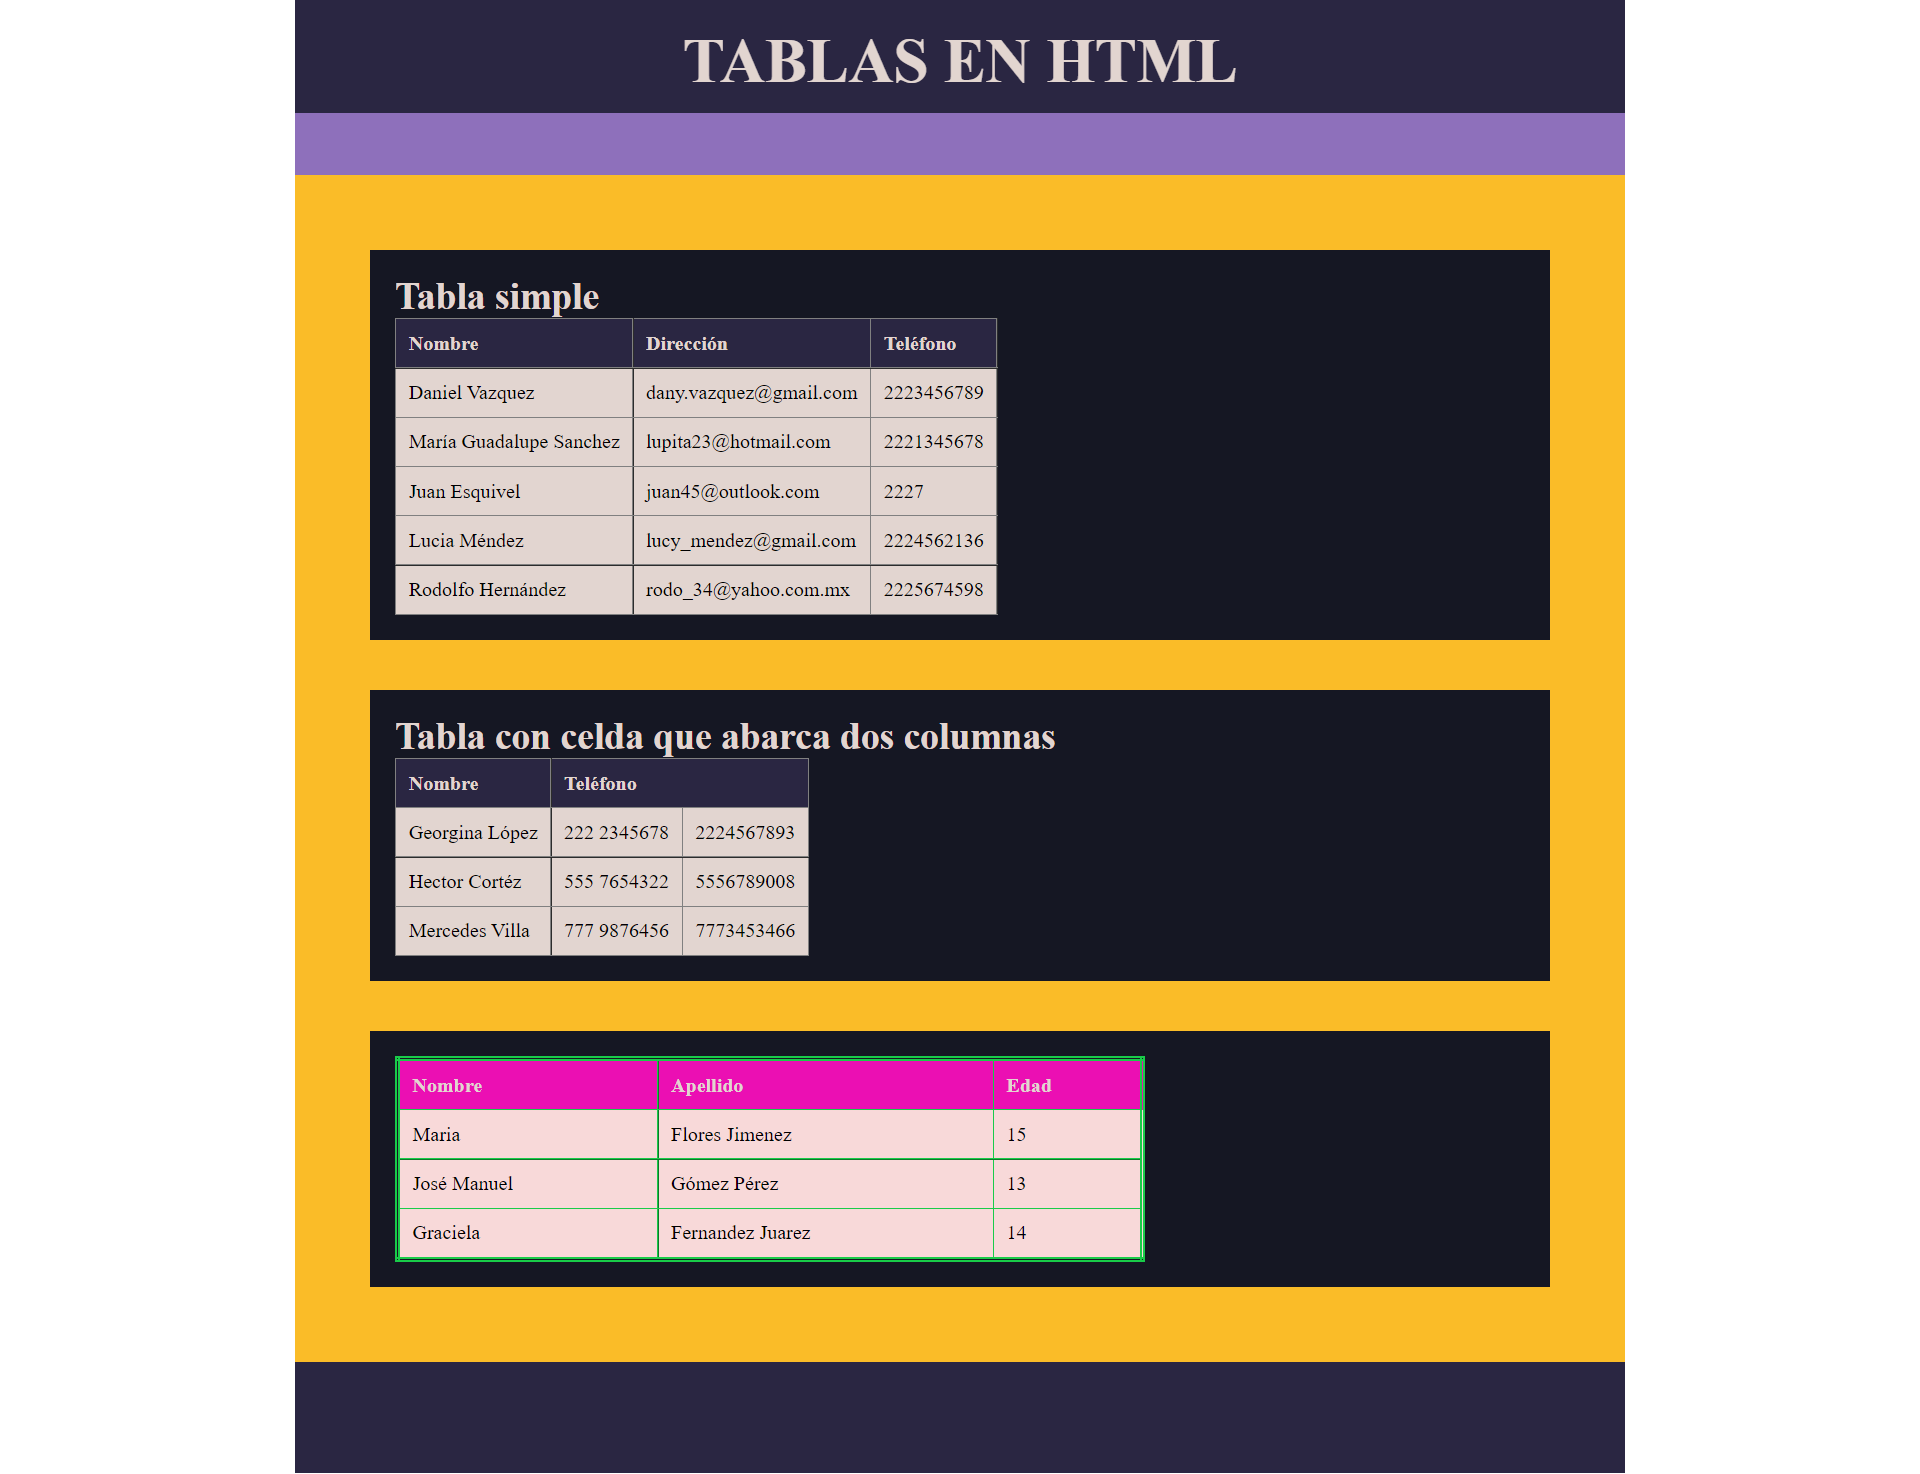 TABLAS EN HTML
Tabla simple
Nombre Dirección Teléfono
Daniel Vazquez dany.vazquez@gmail.com 2223456789
María Guadalupe Sanchez lupita23@hotmail.com 2221345678
Juan Esquivel juan45@outlook.com 2227
Lucia Méndez lucy_mendez@gmail.com 2224562136
Rodolfo Hernández rodo_34@yahoo.com.mx 2225674598
Tabla con celda que abarca dos columnas
Nombre Teléfono
Georgina López 222 2345678 2224567893
Hector Cortéz 555 7654322 5556789008
Mercedes Villa 777 9876456 7773453466
Nombre Apellido Edad
Maria Flores Jimenez 15
José Manuel Gómez Pérez 13
Graciela Fernandez Juarez 14